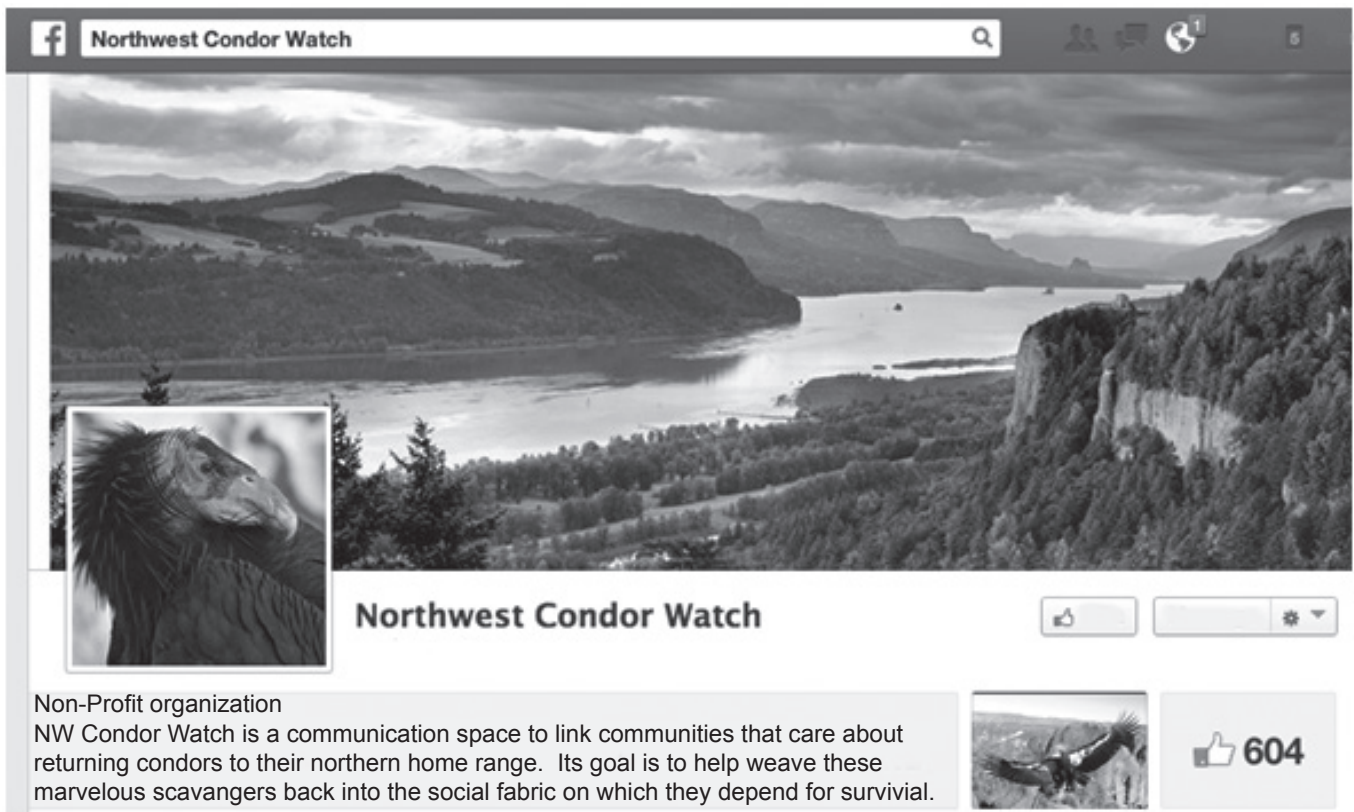 f Northwest Condor Watch 1
Northwest Condor Watch
Non-Profit organization
NW Condor Watch is a communication space to link communities that care about
returning condors to their northern home range. Its goal is to help weave these
marvelous scavangers back into the social fabric on which they depend for survivial.
604